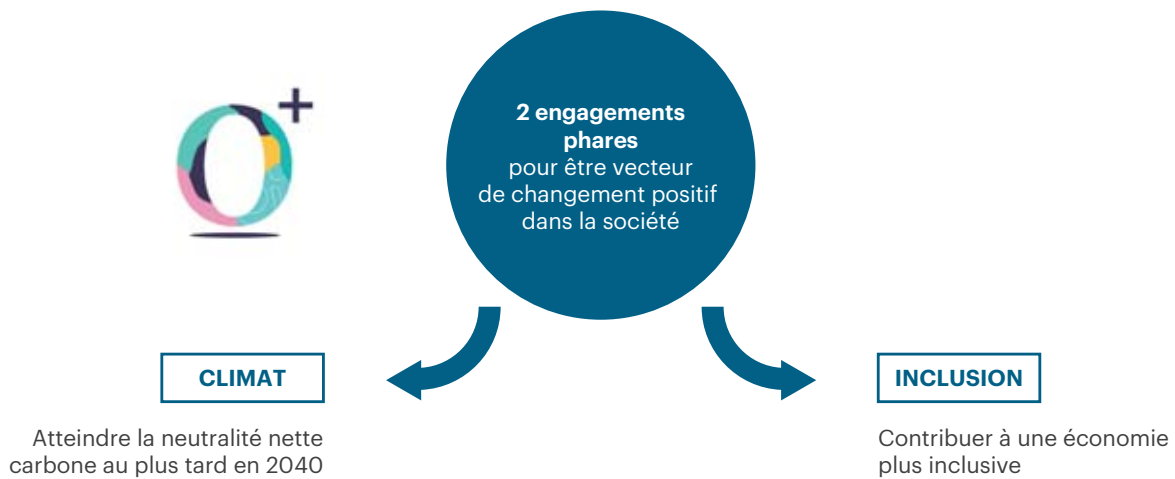 O+
2 engagements
phares
pour être vecteur
de changement positif
dans la société
CLIMAT
Atteindre la neutralité nette
carbone au plus tard en 2040
INCLUSION
Contribuer à une économie
plus inclusive